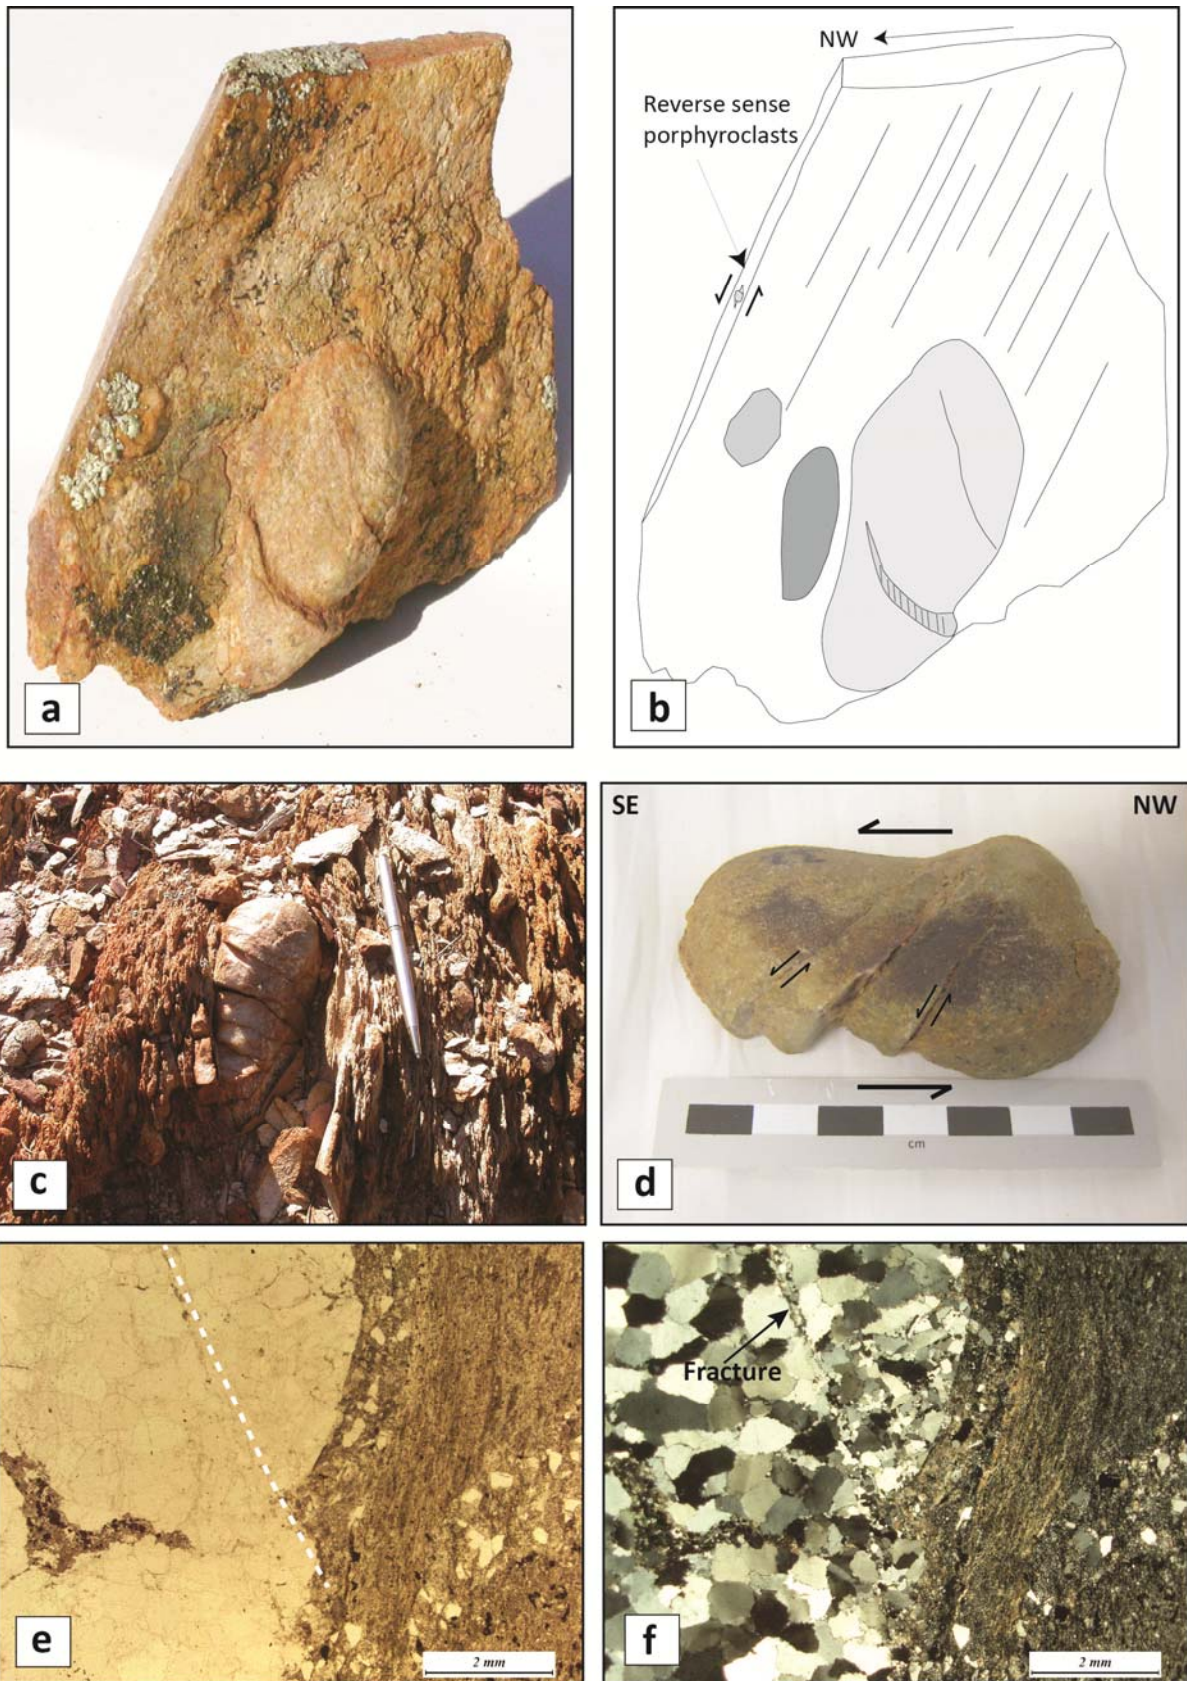 NW
Reverse sense
porphyroclasts
a
b
SE
NW
cm
c
d
Fracture
e
2 mm
f
2 mm